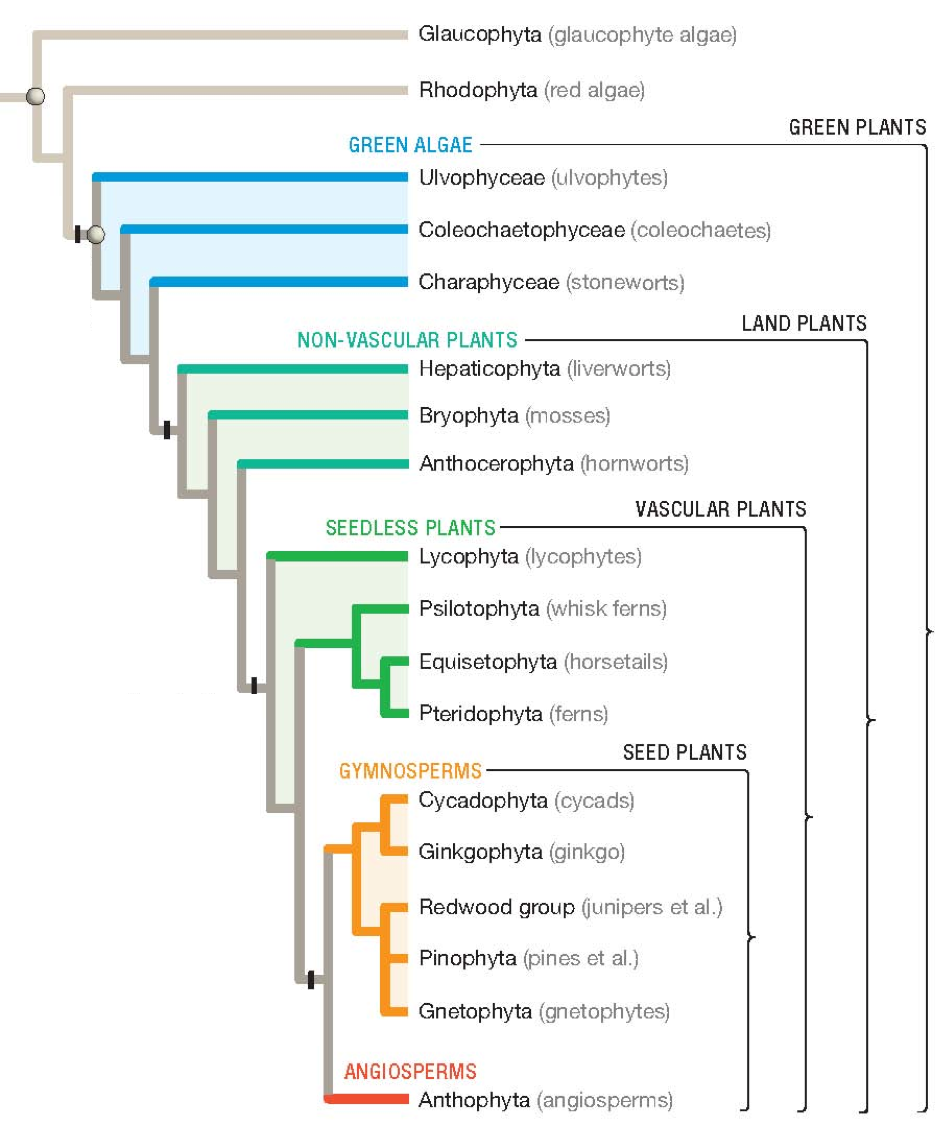 Glaucophyta (glaucophyte algae)
Rhodophyta (red algae)
GREEN PLANTS
GREEN ALGAE
Ulvophyceae (ulvophytes)
Coleochaetophyceae (coleochaetes)
Charaphyceae (stoneworts)
LAND PLANTS
NON-VASCULAR PLANTS
Hepaticophyta (liverworts)
Bryophyta (mosses)
Anthocerophyta (hornworts)
VASCULAR PLANTS
SEEDLESS PLANTS
Lycophyta (lycophytes)
Psilotophyta (whisk ferns)
Equisetophyta (horsetails)
Pteridophyta (ferns)
SEED PLANTS
GYMNOSPERMS
Cycadophyta (cycads)
Ginkgophyta (ginkgo)
Redwood group (junipers et al.)
Pinophyta (pines et al.)
Gnetophyta (gnetophytes)
ANGIOSPERMS
Anthophyta (angiosperms)